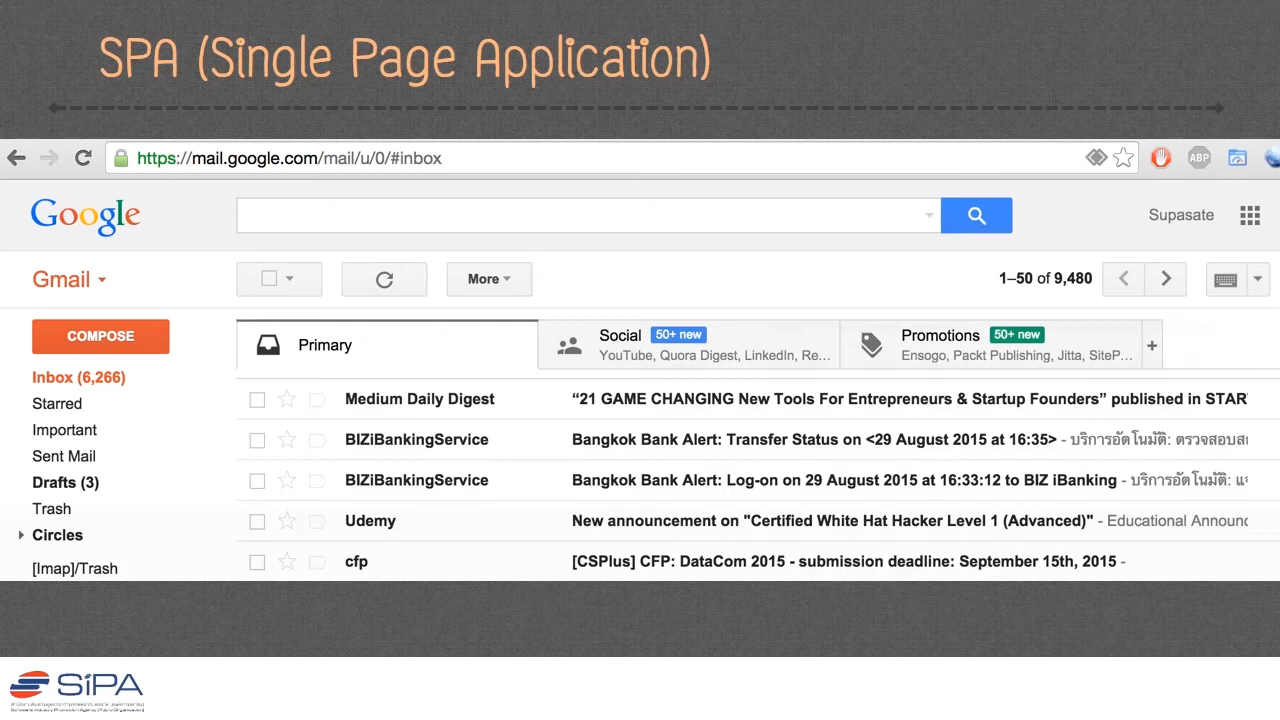 SPA (Single Page Application)
https://mail.google.com/mail/u/0/#inbox
ABP
Google
Supasate
Gmail
More
1–50 of 9,480
COMPOSE
Primary
Social 50+ new
YouTube, Quora Digest, LinkedIn, Re...
Promotions 50+ new
Ensogo, Packt Publishing, Jitta, SiteP...
+
Inbox (6,266)
Starred
Important
Sent Mail
Drafts (3)
Trash
Circles
[Imap]/Trash
Medium Daily Digest “21 GAME CHANGING New Tools For Entrepreneurs & Startup Founders” published in STAR
BIZiBankingService Bangkok Bank Alert: Transfer Status on <29 August 2015 at 16:35> - บริการอัตโนมัติ: ตรวจสอบ
BIZiBankingService Bangkok Bank Alert: Log-on on 29 August 2015 at 16:33:12 to BIZ iBanking - บริการอัตโนมัติ:
Udemy New announcement on "Certified White Hat Hacker Level 1 (Advanced)" - Educational Announc
cfp [CSPlus] CFP: DataCom 2015 - submission deadline: September 15th, 2015 -
SiPA
Software Industry Promotion Agency (Public Organization)